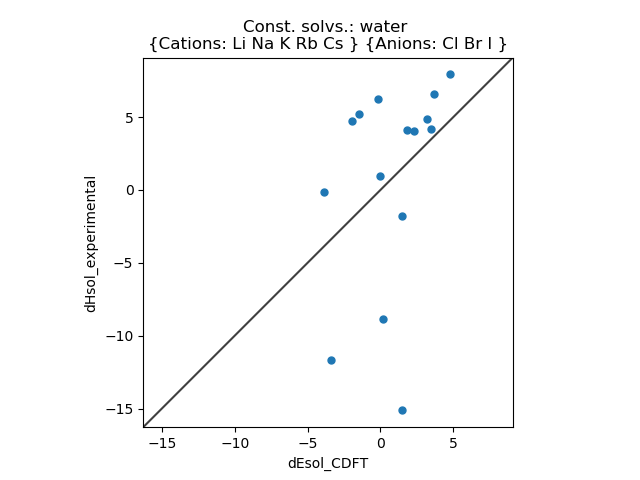 Const. solvs.: water
{Cations: Li Na K Rb Cs } {Anions: Cl Br I }
dHsol_experimental
5
0
−5
−10
−15
−15
−10
−5
0
5
dEsol_CDFT